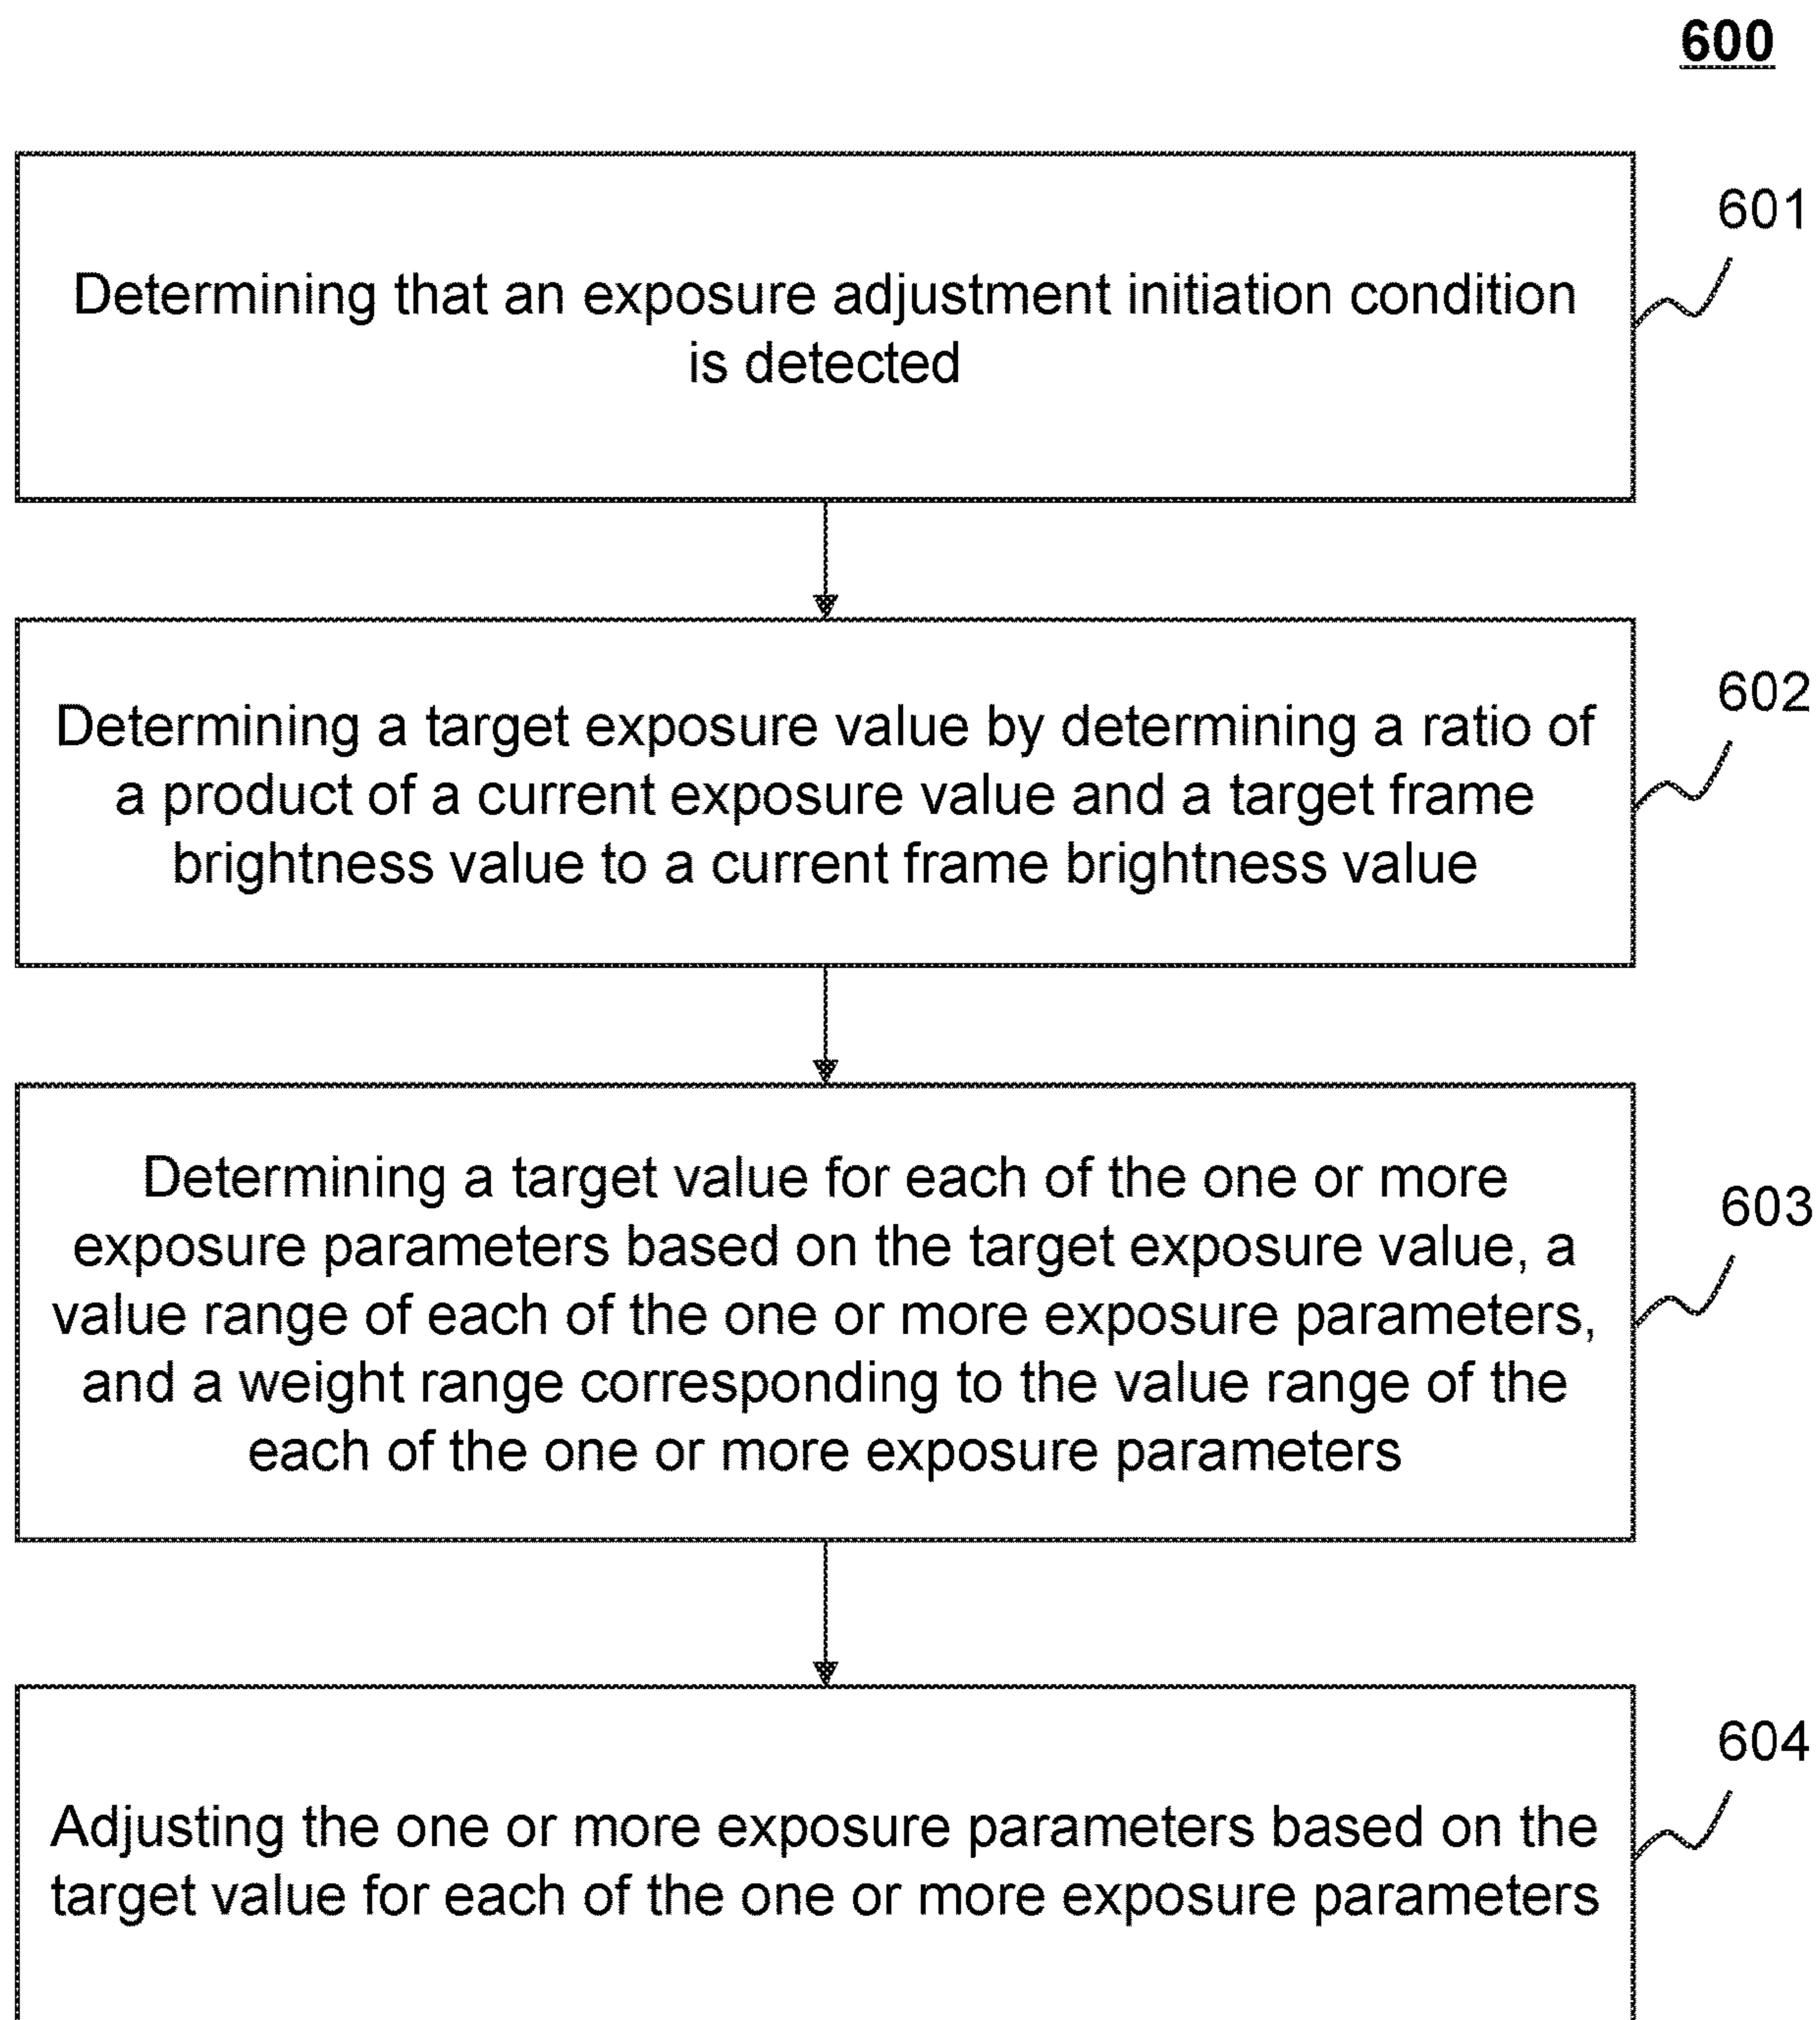 600
Determining that an exposure adjustment initiation condition
is detected
601
Determining a target exposure value by determining a ratio of
a product of a current exposure value and a target frame
brightness value to a current frame brightness value
602
Determining a target value for each of the one or more
exposure parameters based on the target exposure value, a
value range of each of the one or more exposure parameters,
and a weight range corresponding to the value range of the
each of the one or more exposure parameters
603
Adjusting the one or more exposure parameters based on the
target value for each of the one or more exposure parameters
604